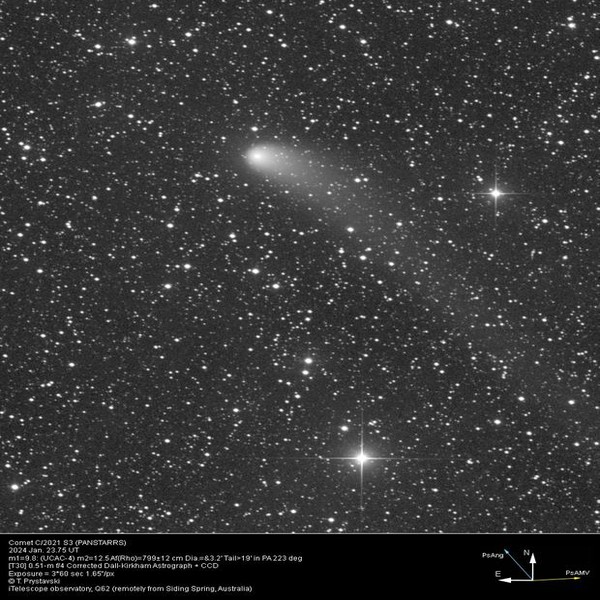 Comet C/2021 S3 (PANSTARRS)
2024 Jan. 23.75 UT
m1=9.8: (UCAC-4) m2=12.5 Af(Rho)=799±12 cm Dia.=&3.2' Tail>19' in PA 223 deg
[T30] 0.51-m f/4 Corrected Dall-Kirkham Astrograph + CCD
Exposure = 3*60 sec 1.65"/px
© T. Prystavski
iTelescope observatory, Q62 (remotely from Siding Spring, Australia)
PsAng
N
E
PsAMV